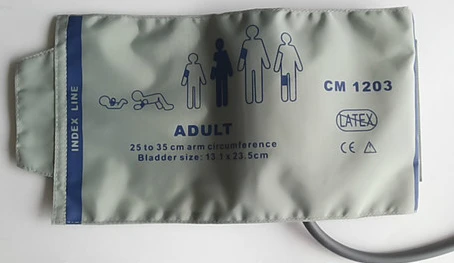 INDEX LINE
ADULT
25 to 35 cm arm circumference
Bladder size: 13.1 x 23.5cm
CM 1203
LATEX
CE